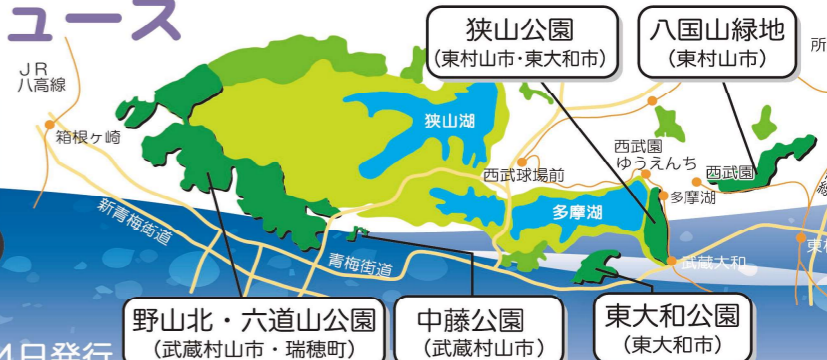 ュース
狭山公園
(東村山市・東大和市)
八国山緑地
(東村山市)
所
JR
八高線
箱根ヶ崎
狭山湖
西武球場前
西武園
ゆうえんち
西武園
多摩湖
多摩湖
新青梅街道
青梅街道
武蔵大和
東村
野山北・六道山公園
(武蔵村山市・瑞穂町)
中藤公園
(武蔵村山市)
東大和公園
(東大和市)
4日発行